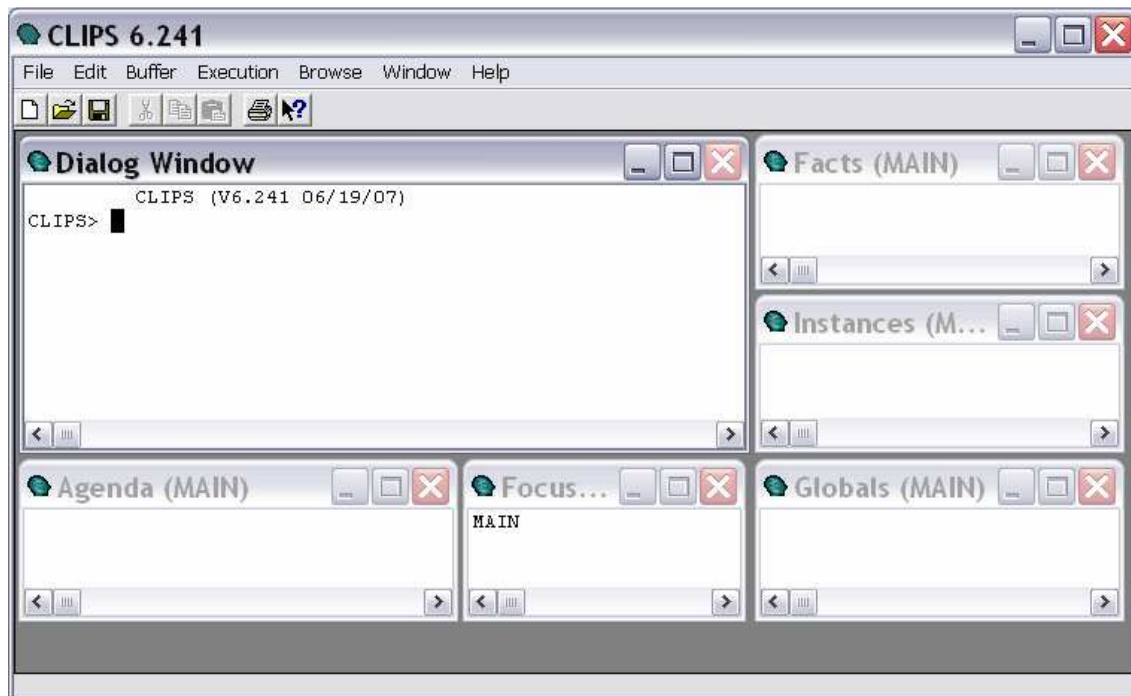 CLIPS 6.241
File Edit Buffer Execution Browse Window Help
Dialog Window
CLIPS (V6.241 06/19/07)
CLIPS>
Facts (MAIN)
Instances (M...
Agenda (MAIN)
Focus...
MAIN
Globals (MAIN)